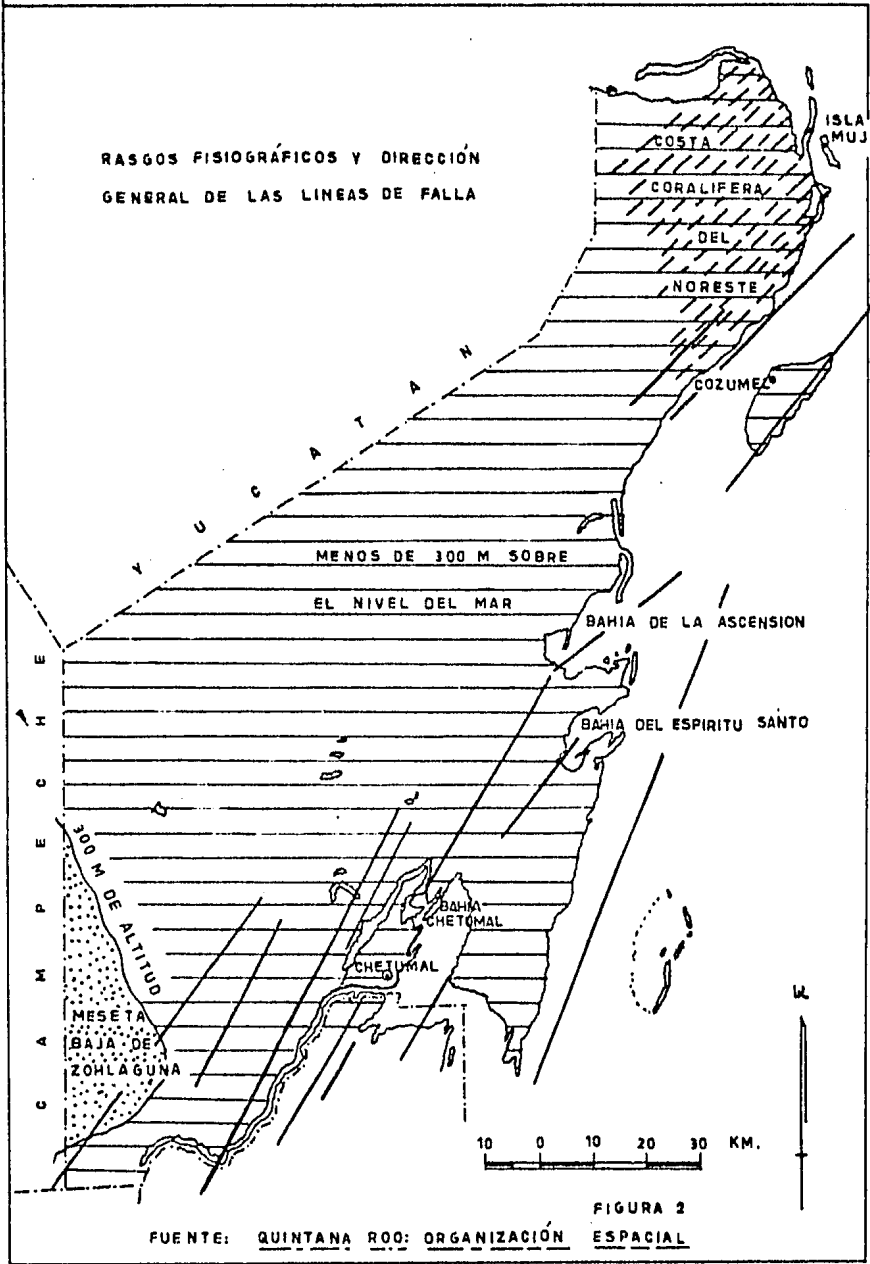 RASGOS FISIOGRÁFICOS Y DIRECCIÓN
GENERAL DE LAS LINEAS DE FALLA
ISLA
MUJ
COSTA
CORALIFERA
DEL
NORESTE
COZUMEL
YUCATAN
MENOS DE 300 M SOBRE
EL NIVEL DEL MAR
BAHIA DE LA ASCENSION
BAHIA DEL ESPIRITU SANTO
CAMPECHE
300 M DE ALTITUD
BAHIA
CHETUMAL
CHETUMAL
MESETA
BAJA DE
ZOHLAGUNA
10 0 10 20 30 KM.
FIGURA 2
FUENTE: QUINTANA ROO: ORGANIZACIÓN ESPACIAL